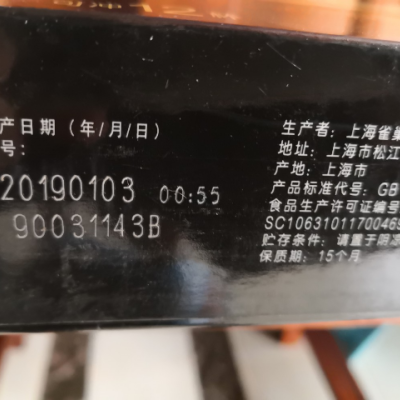 产日期（年/月/日）
号：
20190103 00:55
90031143B
生产者：上海雀巢
地址：上海市松江
产地：上海市
产品标准代号：GB
食品生产许可证编号
SC10631011700469
贮存条件：请置于阴凉
保质期：15个月